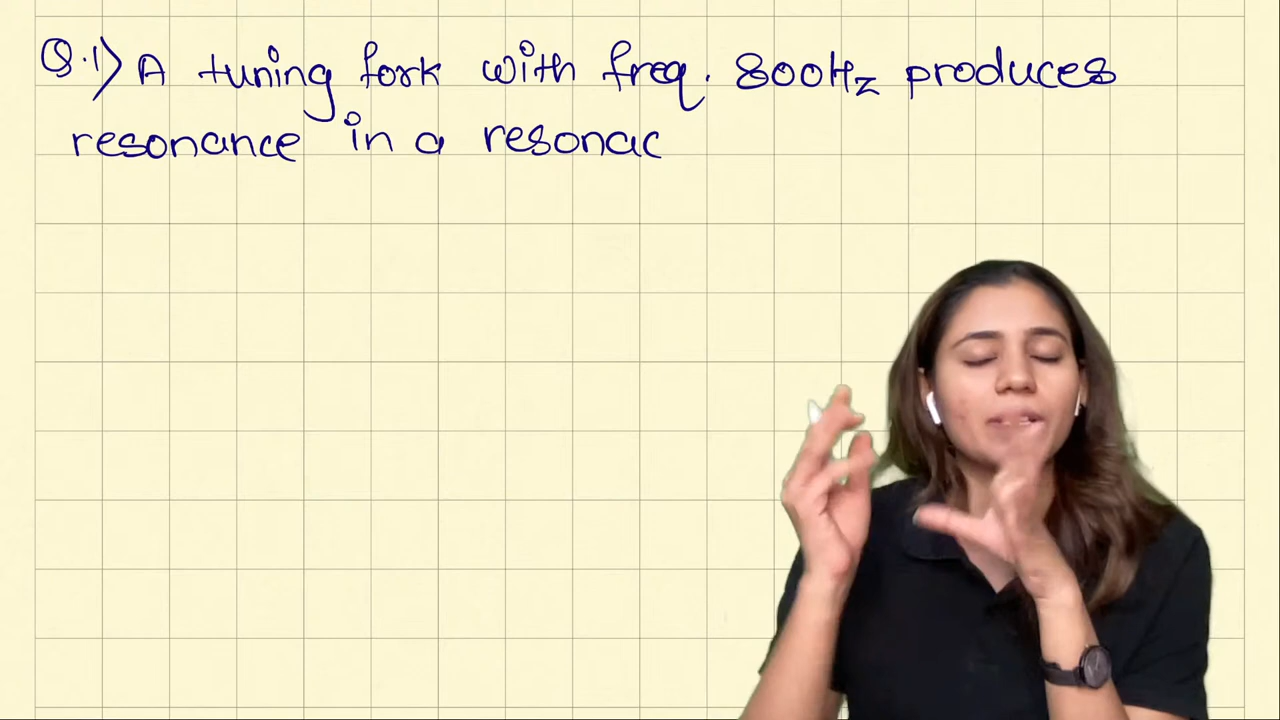 Q.1) A tuning fork with freq. 800Hz produces
resonance in a resonac